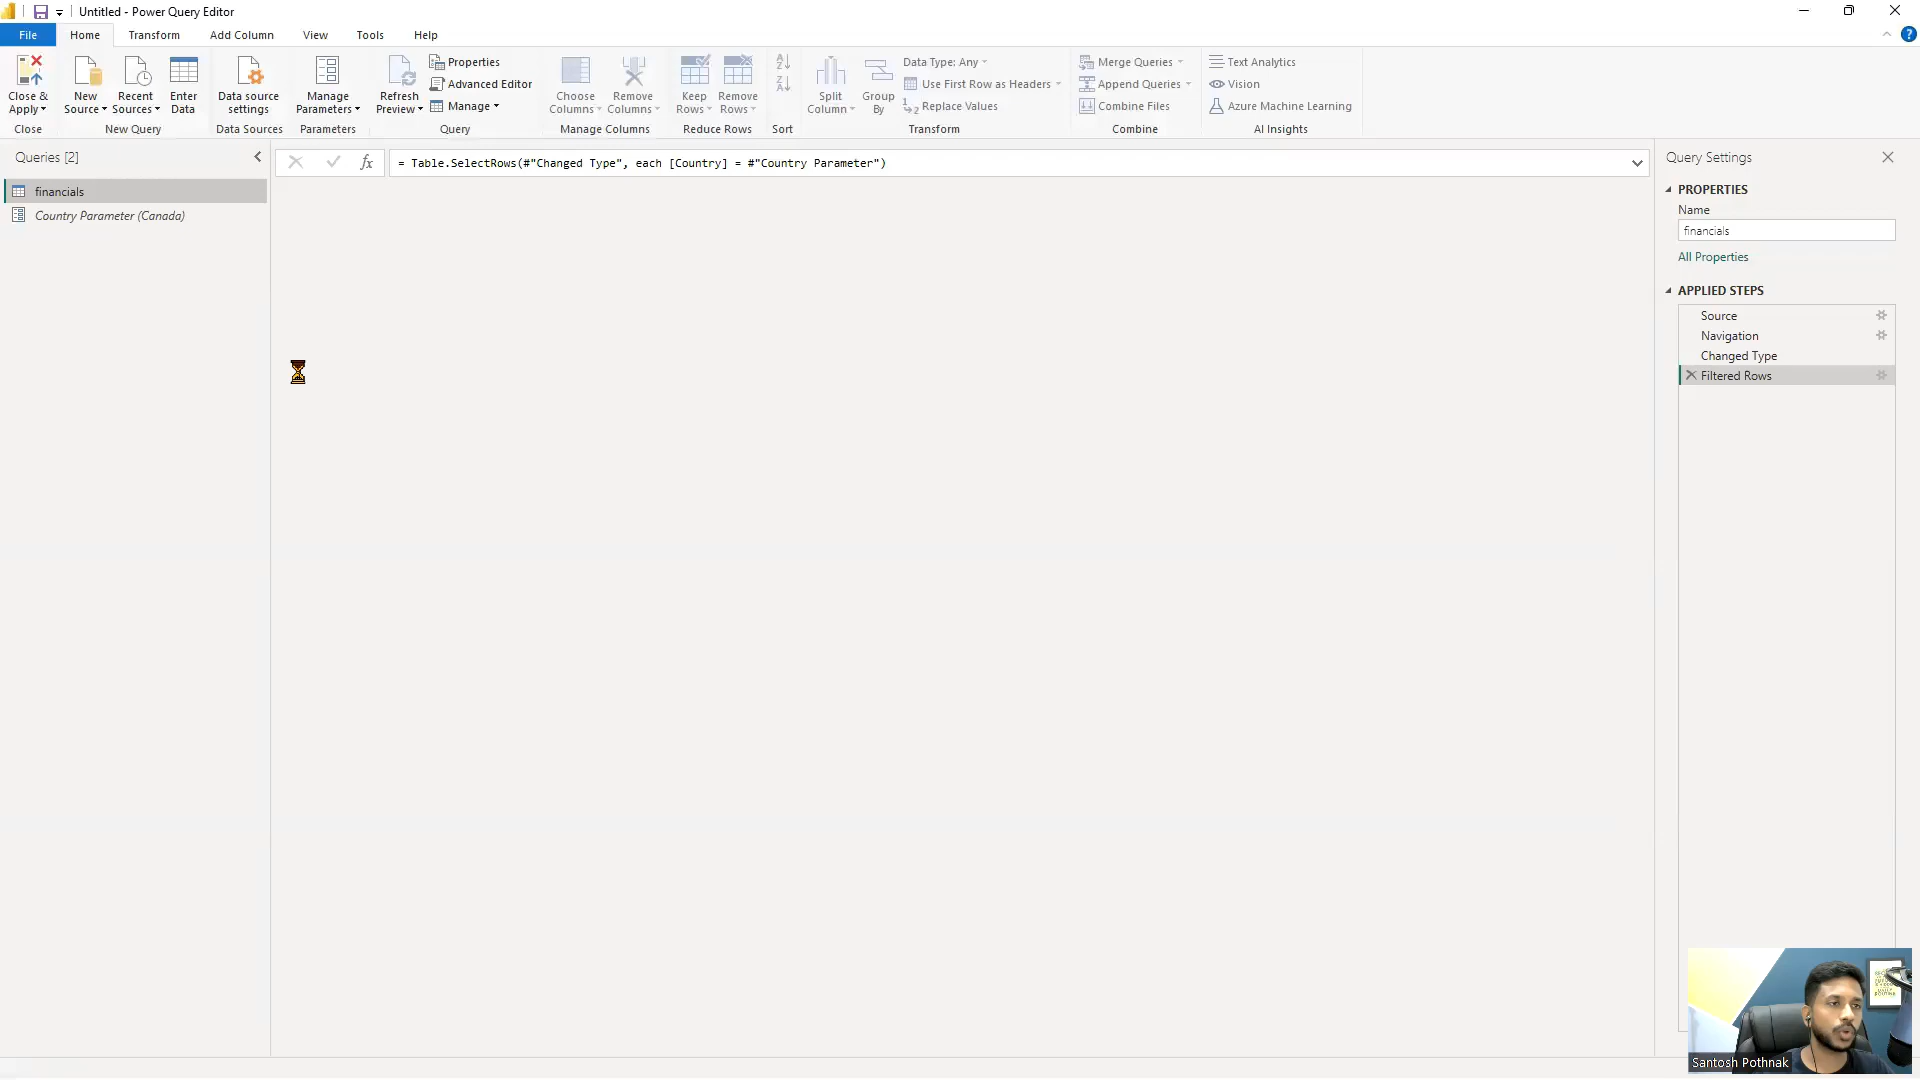 Untitled - Power Query Editor
File Home Transform Add Column View Tools Help
Close & Apply
Close
New Source
Recent Sources
Enter Data
New Query
Data source settings
Data Sources
Manage Parameters
Parameters
Refresh Preview
Properties
Advanced Editor
Manage
Query
Choose Columns
Remove Columns
Manage Columns
Keep Rows
Remove Rows
Reduce Rows
Sort
Split Column
Group By
Data Type: Any
Use First Row as Headers
Replace Values
Transform
Merge Queries
Append Queries
Combine Files
Combine
Text Analytics
Vision
Azure Machine Learning
AI Insights
Queries [2]
financials
Country Parameter (Canada)
fx
= Table.SelectRows(#"Changed Type", each [Country] = #"Country Parameter")
Query Settings
PROPERTIES
Name
financials
All Properties
APPLIED STEPS
Source
Navigation
Changed Type
Filtered Rows
Santosh Pothnak